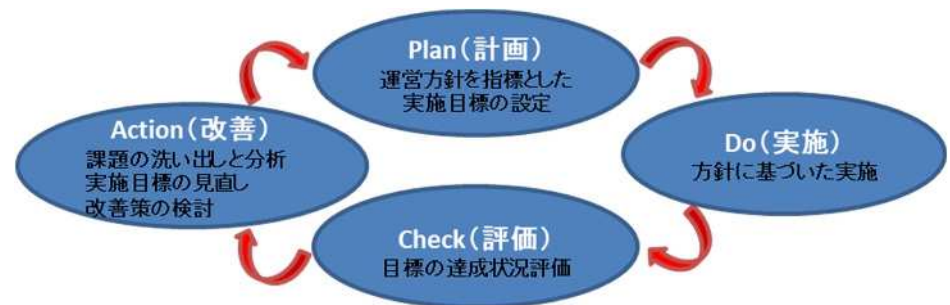 Plan（計画）
運営方針を指標とした
実施目標の設定
Do（実施）
方針に基づいた実施
Check（評価）
目標の達成状況評価
Action（改善）
課題の洗い出しと分析
実施目標の見直し
改善策の検討